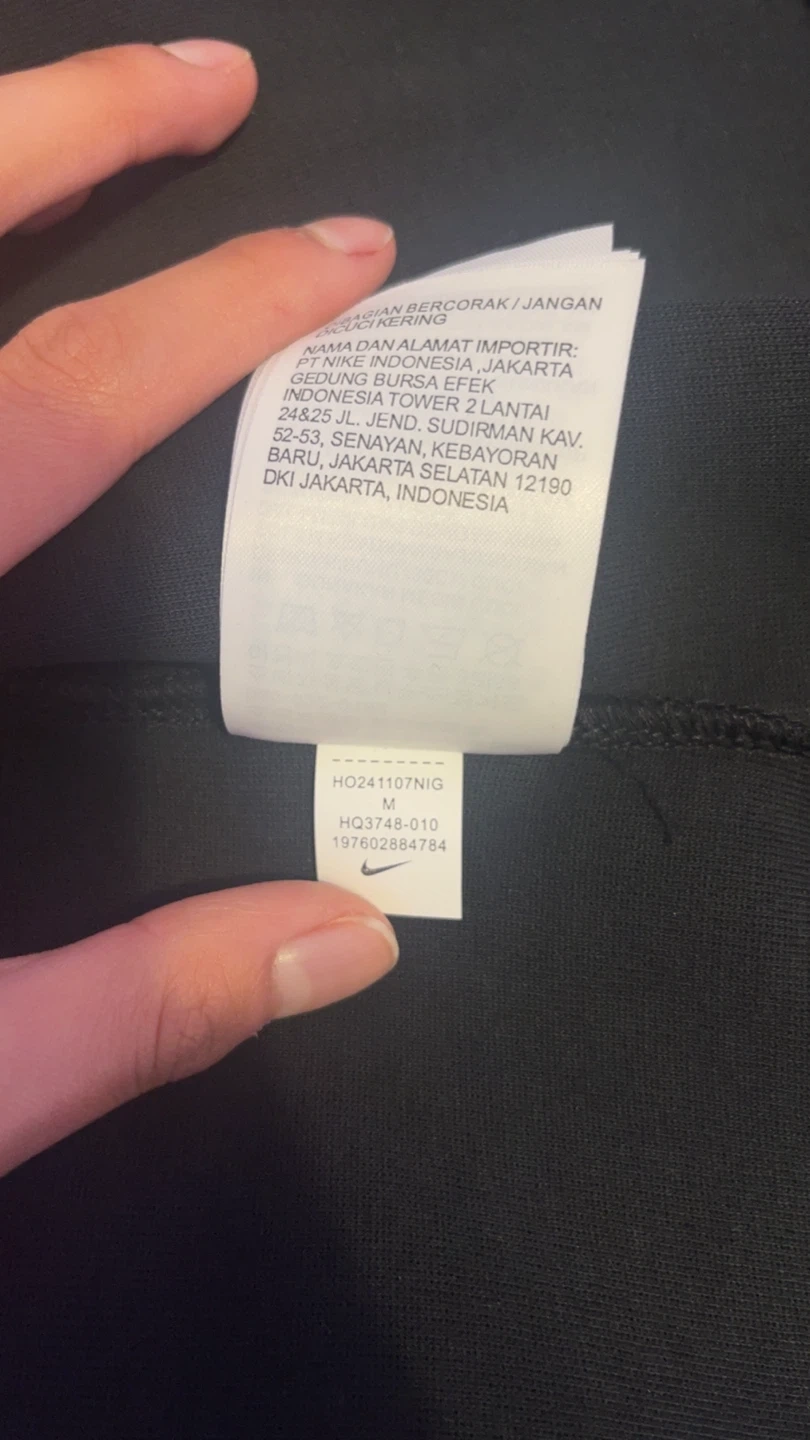 BAGIAN BERCORAK / JANGAN
DICUCI KERING
NAMA DAN ALAMAT IMPORTIR:
PT NIKE INDONESIA ,JAKARTA
GEDUNG BURSA EFEK
INDONESIA TOWER 2 LANTAI
24&25 JL. JEND. SUDIRMAN KAV.
52-53, SENAYAN, KEBAYORAN
BARU, JAKARTA SELATAN 12190
DKI JAKARTA, INDONESIA
HO241107NIG
M
HQ3748-010
197602884784